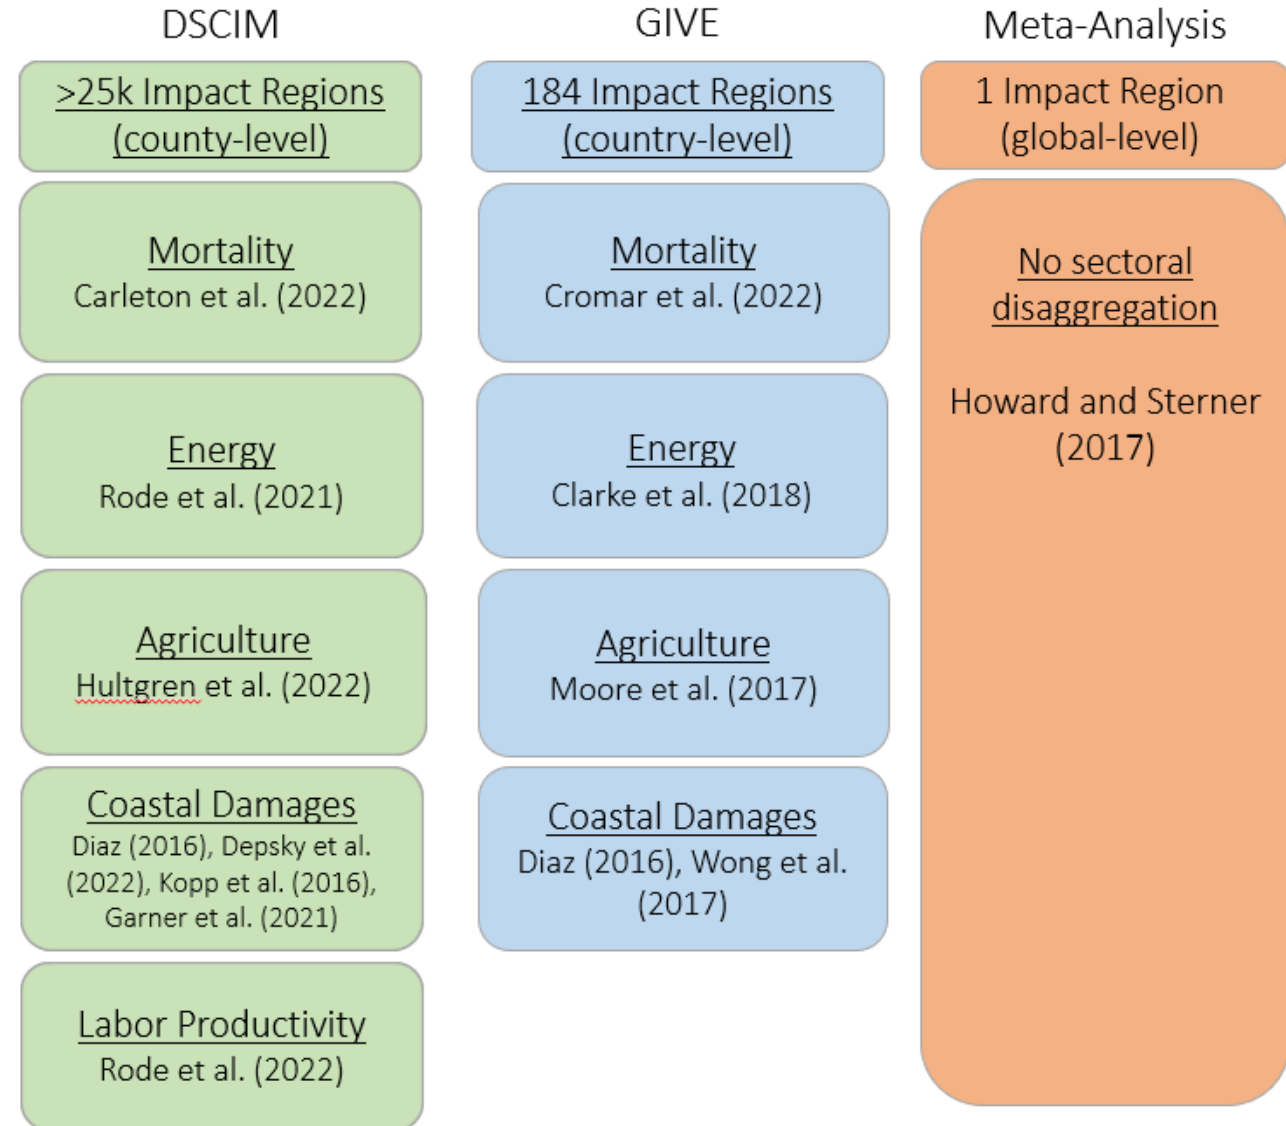 DSCIM
>25k Impact Regions
(county-level)
Mortality
Carleton et al. (2022)
Energy
Rode et al. (2021)
Agriculture
Hultgren et al. (2022)
Coastal Damages
Diaz (2016), Depsky et al.
(2022), Kopp et al. (2016),
Garner et al. (2021)
Labor Productivity
Rode et al. (2022)
GIVE
184 Impact Regions
(country-level)
Mortality
Cromar et al. (2022)
Energy
Clarke et al. (2018)
Agriculture
Moore et al. (2017)
Coastal Damages
Diaz (2016), Wong et al.
(2017)
Meta-Analysis
1 Impact Region
(global-level)
No sectoral
disaggregation
Howard and Sterner
(2017)